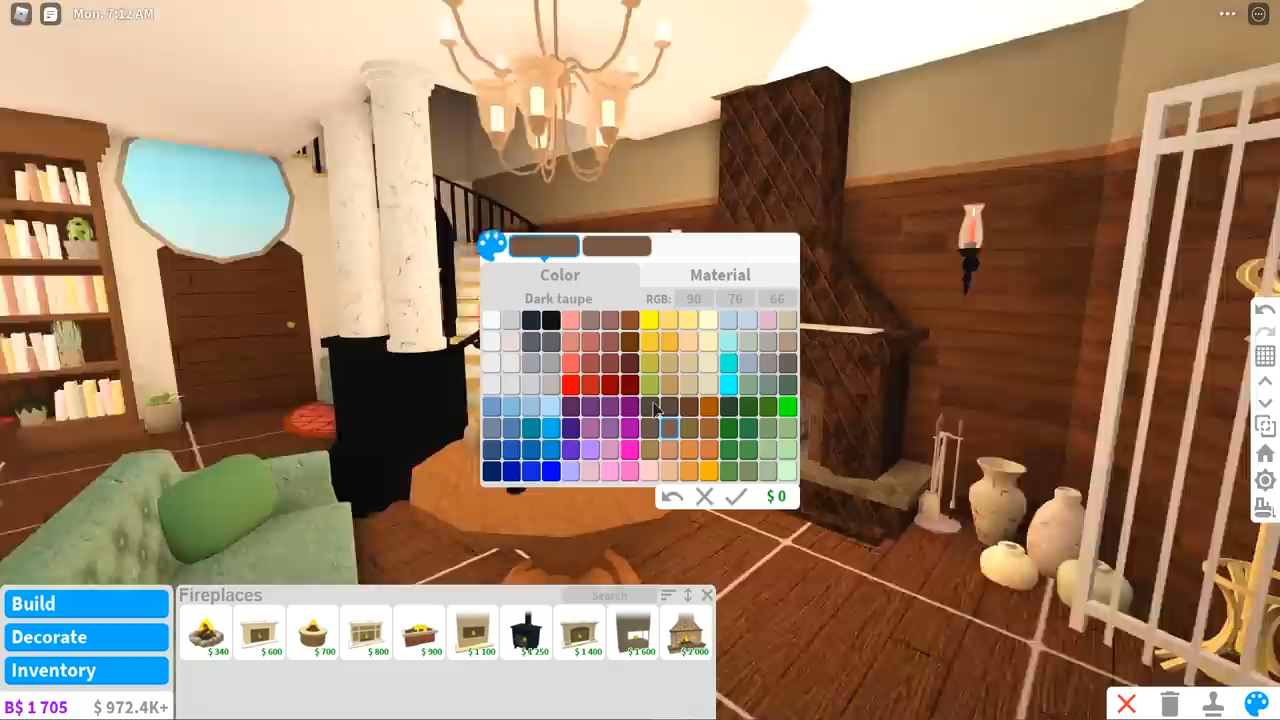 Mon. 7:12 AM
Color
Material
Dark taupe
RGB: 90 76 66
$ 0
Build
Decorate
Inventory
B$ 1 705
$ 972.4K+
Fireplaces
Search
$ 340
$ 600
$ 700
$ 800
$ 900
$ 1 100
$ 1 250
$ 1 400
$ 1 600
$ 2 000